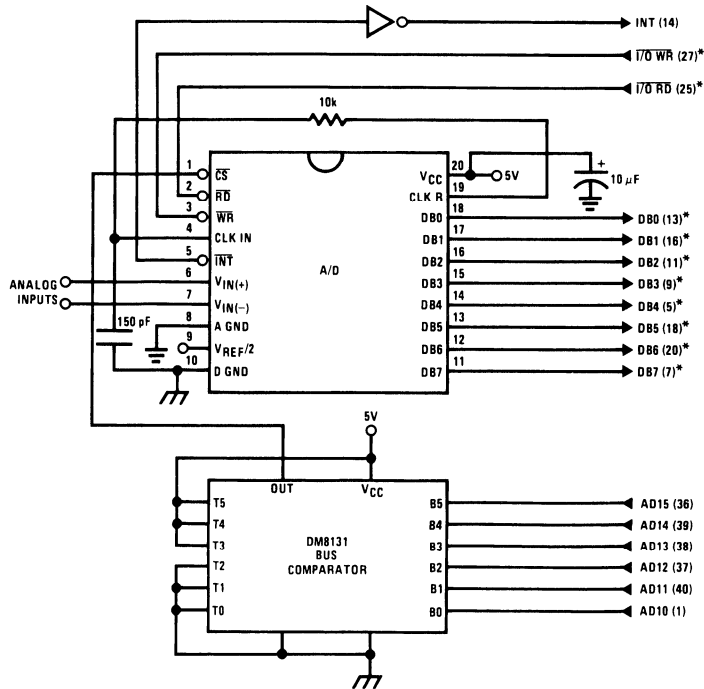 INT (14)
I/O WR (27)*
I/O RD (25)*
10k
1 CS
2 RD
3 WR
4 CLK IN
5 INT
6 VIN(+)
7 VIN(−)
8 A GND
9 VREF/2
10 D GND
ANALOG
INPUTS
150 pF
A/D
VCC 20
5V
+
10 μF
CLK R 19
DB0 18 DB0 (13)*
DB1 17 DB1 (16)*
DB2 16 DB2 (11)*
DB3 15 DB3 (9)*
DB4 14 DB4 (5)*
DB5 13 DB5 (18)*
DB6 12 DB6 (20)*
DB7 11 DB7 (7)*
5V
OUT VCC
T5
T4
T3
T2
T1
T0
DM8131
BUS
COMPARATOR
B5 AD15 (36)
B4 AD14 (39)
B3 AD13 (38)
B2 AD12 (37)
B1 AD11 (40)
B0 AD10 (1)